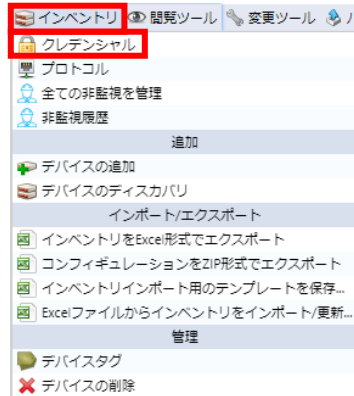 インベントリ 閲覧ツール 変更ツール
クレデンシャル
プロトコル
全ての非監視を管理
非監視履歴
追加
デバイスの追加
デバイスのディスカバリ
インポート/エクスポート
インベントリをExcel形式でエクスポート
コンフィギュレーションをZIP形式でエクスポート
インベントリインポート用のテンプレートを保存...
Excelファイルからインベントリをインポート/更新...
管理
デバイスタグ
デバイスの削除